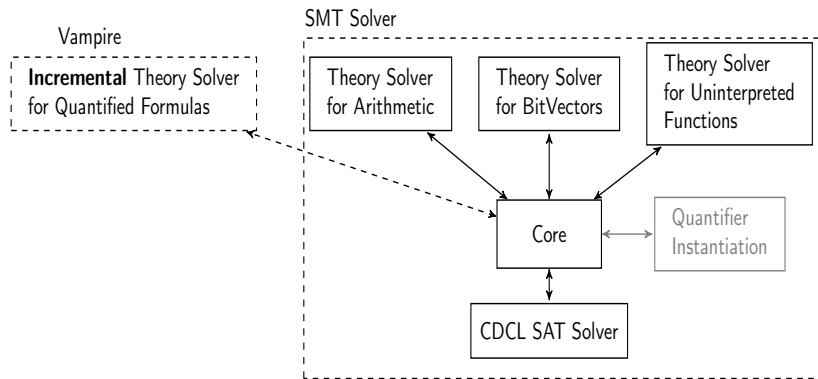 SMT Solver
Vampire
Incremental Theory Solver
for Quantified Formulas
Theory Solver
for Arithmetic
Theory Solver
for BitVectors
Theory Solver
for Uninterpreted
Functions
Core
Quantifier
Instantiation
CDCL SAT Solver